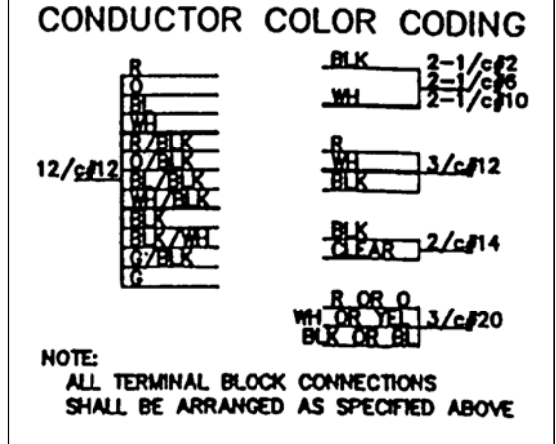 CONDUCTOR COLOR CODING
R
O
BL
WH
R/BLK
O/BLK
BL/BLK
WH/BLK
BLK
BLK/WH
G/BLK
G
12/c#12
BLK
WH
2-1/c#2
2-1/c#6
2-1/c#10
R
WH
BLK
3/c#12
BLK
CLEAR
2/c#14
R OR O
WH OR YEL
BLK OR BL
3/c#20
NOTE:
ALL TERMINAL BLOCK CONNECTIONS
SHALL BE ARRANGED AS SPECIFIED ABOVE